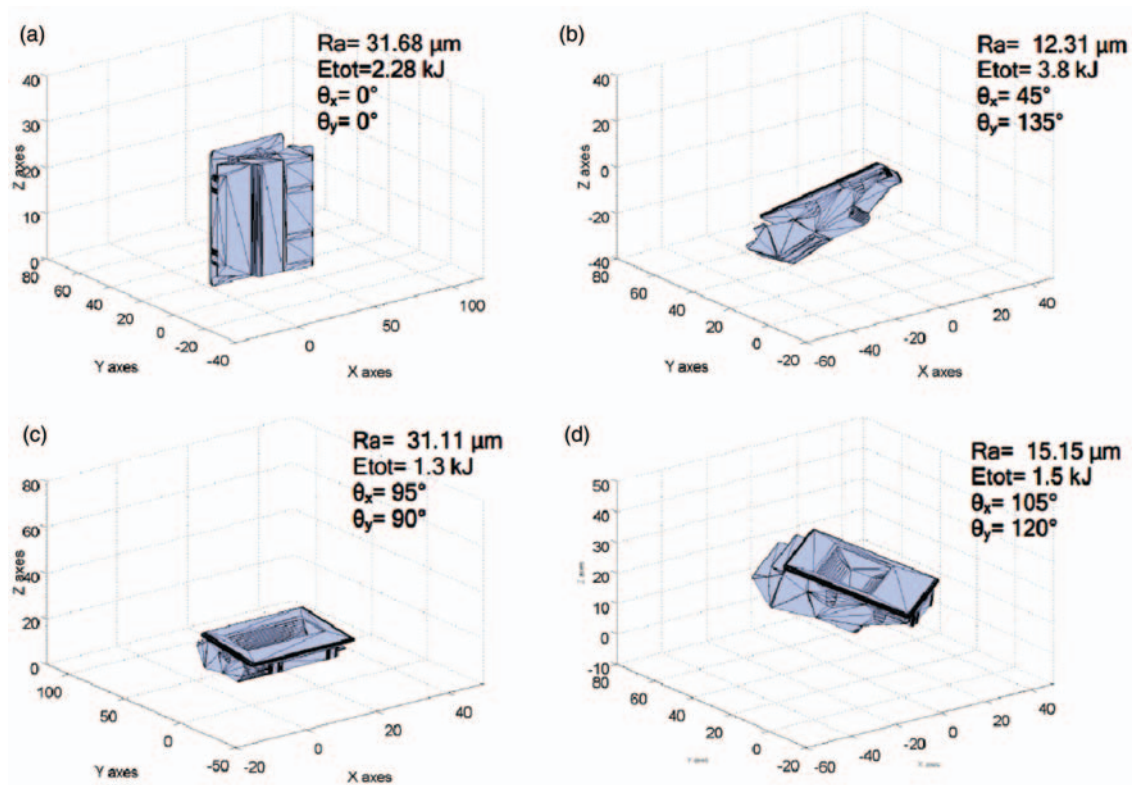 (a)
Ra= 31.68 μm
Etot=2.28 kJ
θx= 0°
θy= 0°
40
30
20
10
0
Z axes
80
60
40
20
0
-20
-40
Y axes
0
50
100
X axes
(b)
Ra= 12.31 μm
Etot= 3.8 kJ
θx= 45°
θy= 135°
40
20
0
-20
-40
Z axes
80
60
40
20
0
-20
Y axes
-60
-40
-20
0
20
40
X axes
(c)
Ra= 31.11 μm
Etot= 1.3 kJ
θx= 95°
θy= 90°
80
60
40
20
0
Z axes
100
50
0
-50
Y axes
-20
0
20
40
X axes
(d)
Ra= 15.15 μm
Etot= 1.5 kJ
θx= 105°
θy= 120°
50
40
30
20
10
0
-10
Z axes
80
60
40
20
0
-20
Y axes
-60
-40
-20
0
20
40
X axes